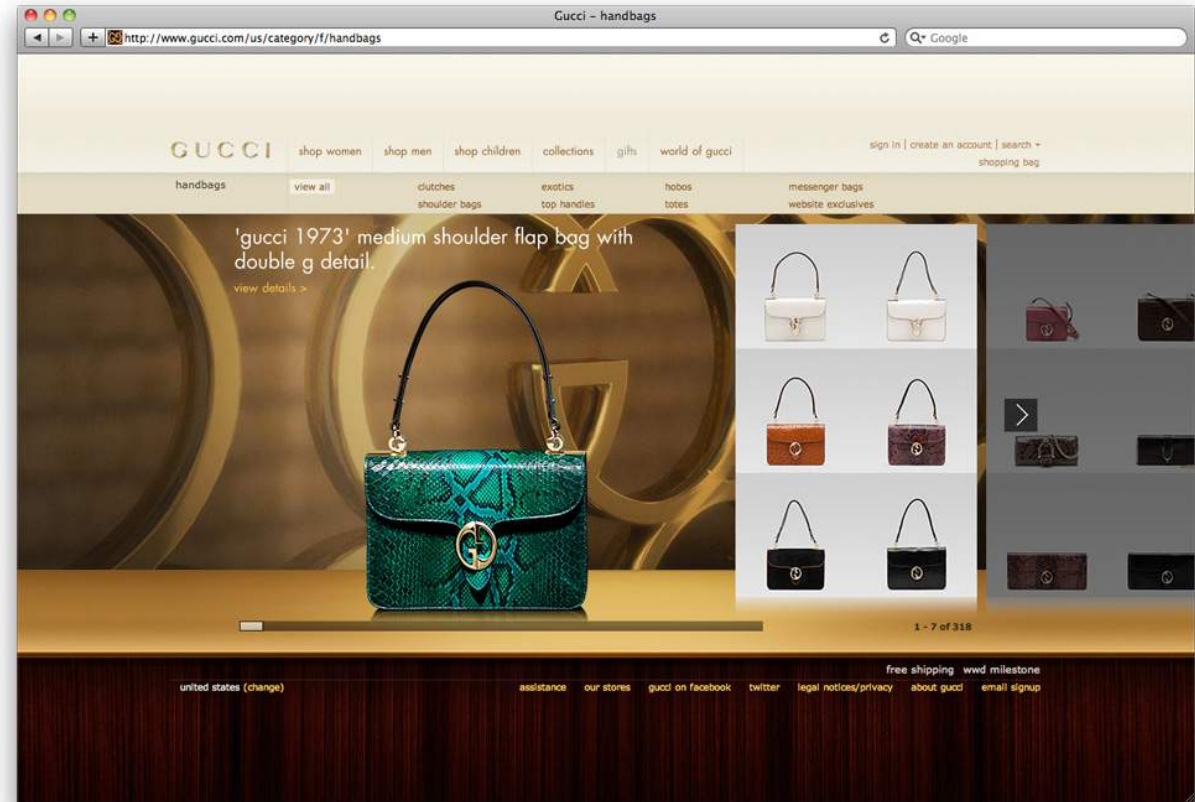 Gucci – handbags
http://www.gucci.com/us/category/f/handbags
Google
GUCCI
shop women shop men shop children collections gifts world of gucci
sign in | create an account | search
shopping bag
handbags view all clutches exotics hobos messenger bags
shoulder bags top handles totes website exclusives
'gucci 1973' medium shoulder flap bag with
double g detail.
view details >
1 - 7 of 318
free shipping wwd milestone
united states (change) assistance our stores gucci on facebook twitter legal notices/privacy about gucci email signup